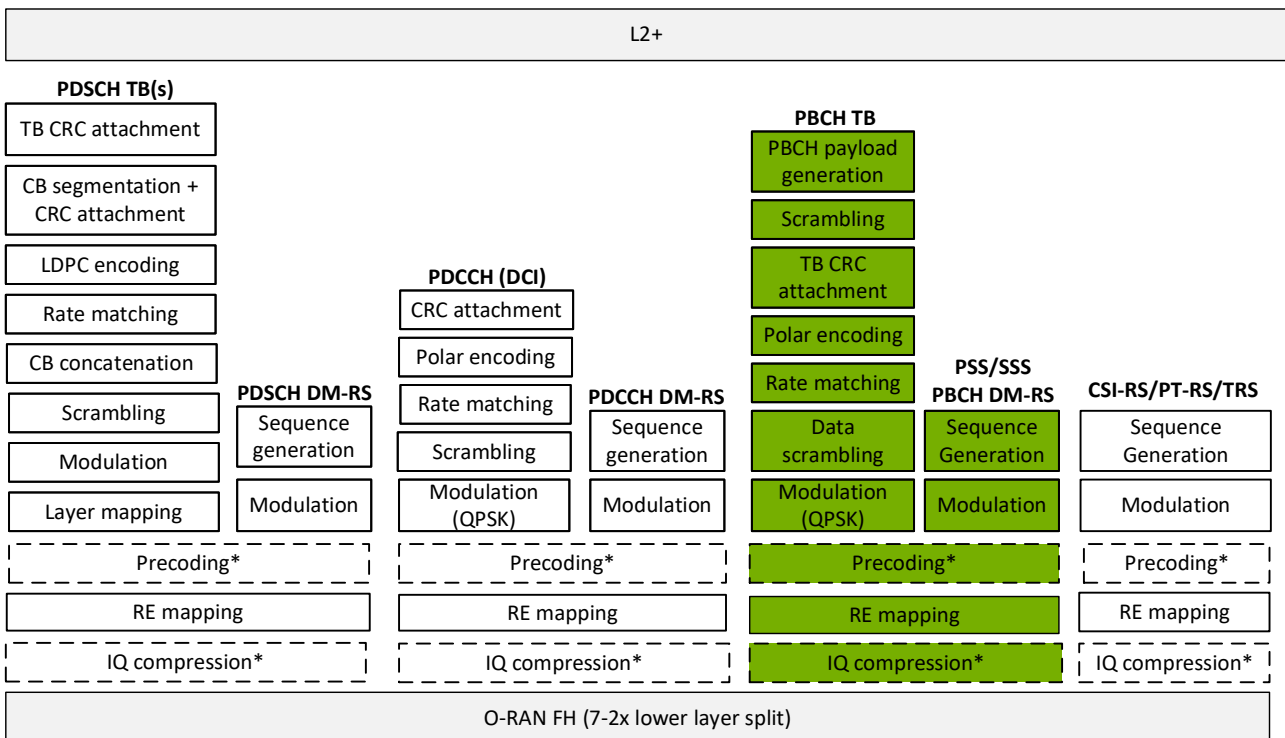 L2+
PDSCH TB(s)
TB CRC attachment
CB segmentation +
CRC attachment
LDPC encoding
Rate matching
CB concatenation
Scrambling
Modulation
Layer mapping
PDSCH DM-RS
Sequence
generation
Modulation
Precoding*
RE mapping
IQ compression*
PDCCH (DCI)
CRC attachment
Polar encoding
Rate matching
Scrambling
Modulation
(QPSK)
PDCCH DM-RS
Sequence
generation
Modulation
Precoding*
RE mapping
IQ compression*
PBCH TB
PBCH payload
generation
Scrambling
TB CRC
attachment
Polar encoding
Rate matching
Data
scrambling
Modulation
(QPSK)
PSS/SSS
PBCH DM-RS
Sequence
Generation
Modulation
Precoding*
RE mapping
IQ compression*
CSI-RS/PT-RS/TRS
Sequence
Generation
Modulation
Precoding*
RE mapping
IQ compression*
O-RAN FH (7-2x lower layer split)